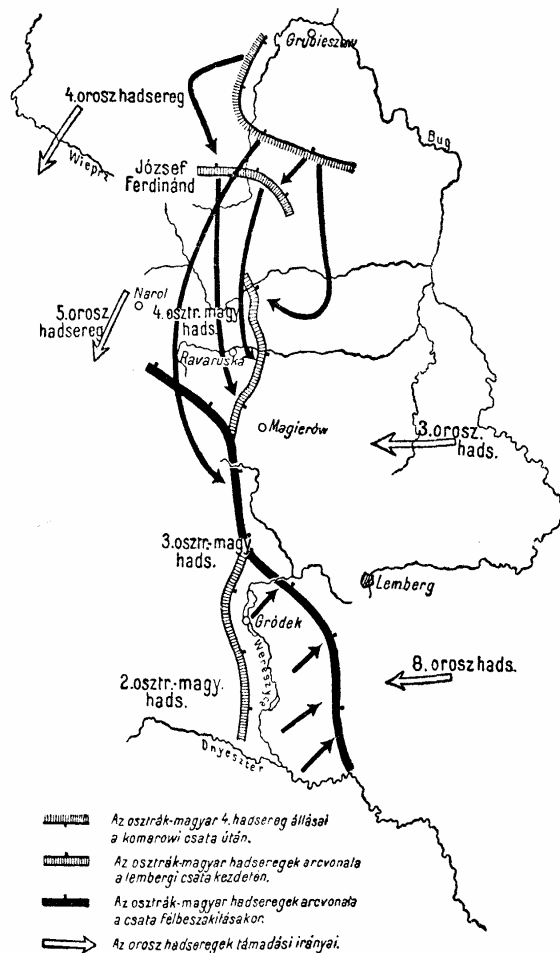 Grubieszow
4. orosz hadsereg
Bug
Wieprz
József
Ferdinánd
Narol
5. orosz
hadsereg
4. osztr. magy
hads.
Ravaruska
Magierów
3. orosz.
hads.
3. osztr.-magy
hads.
Lemberg
Gródek
Wereszyca
8. orosz hads.
2. osztr.-magy.
hads.
Dnyeszter
Az osztrák-magyar 4. hadsereg állásai
a komarowi csata után.
Az osztrák-magyar hadseregek arcvonala
a lembergi csata kezdetén.
Az osztrák-magyar hadseregek arcvonala
a csata félbeszakításakor.
Az orosz hadseregek támadási irányai.